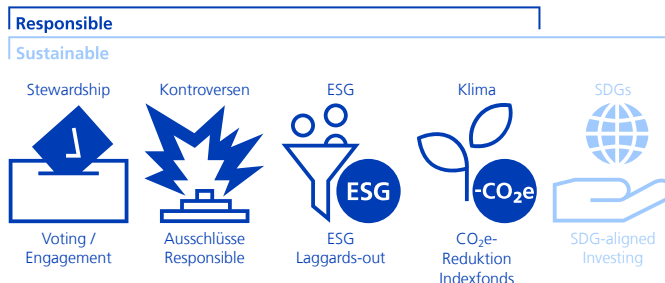 Responsible
Sustainable
Stewardship
Kontroversen
ESG
Klima
SDGs
ESG
-CO₂e
Voting /
Engagement
Ausschlüsse
Responsible
ESG
Laggards-out
CO₂e-
Reduktion
Indexfonds
SDG-aligned
Investing